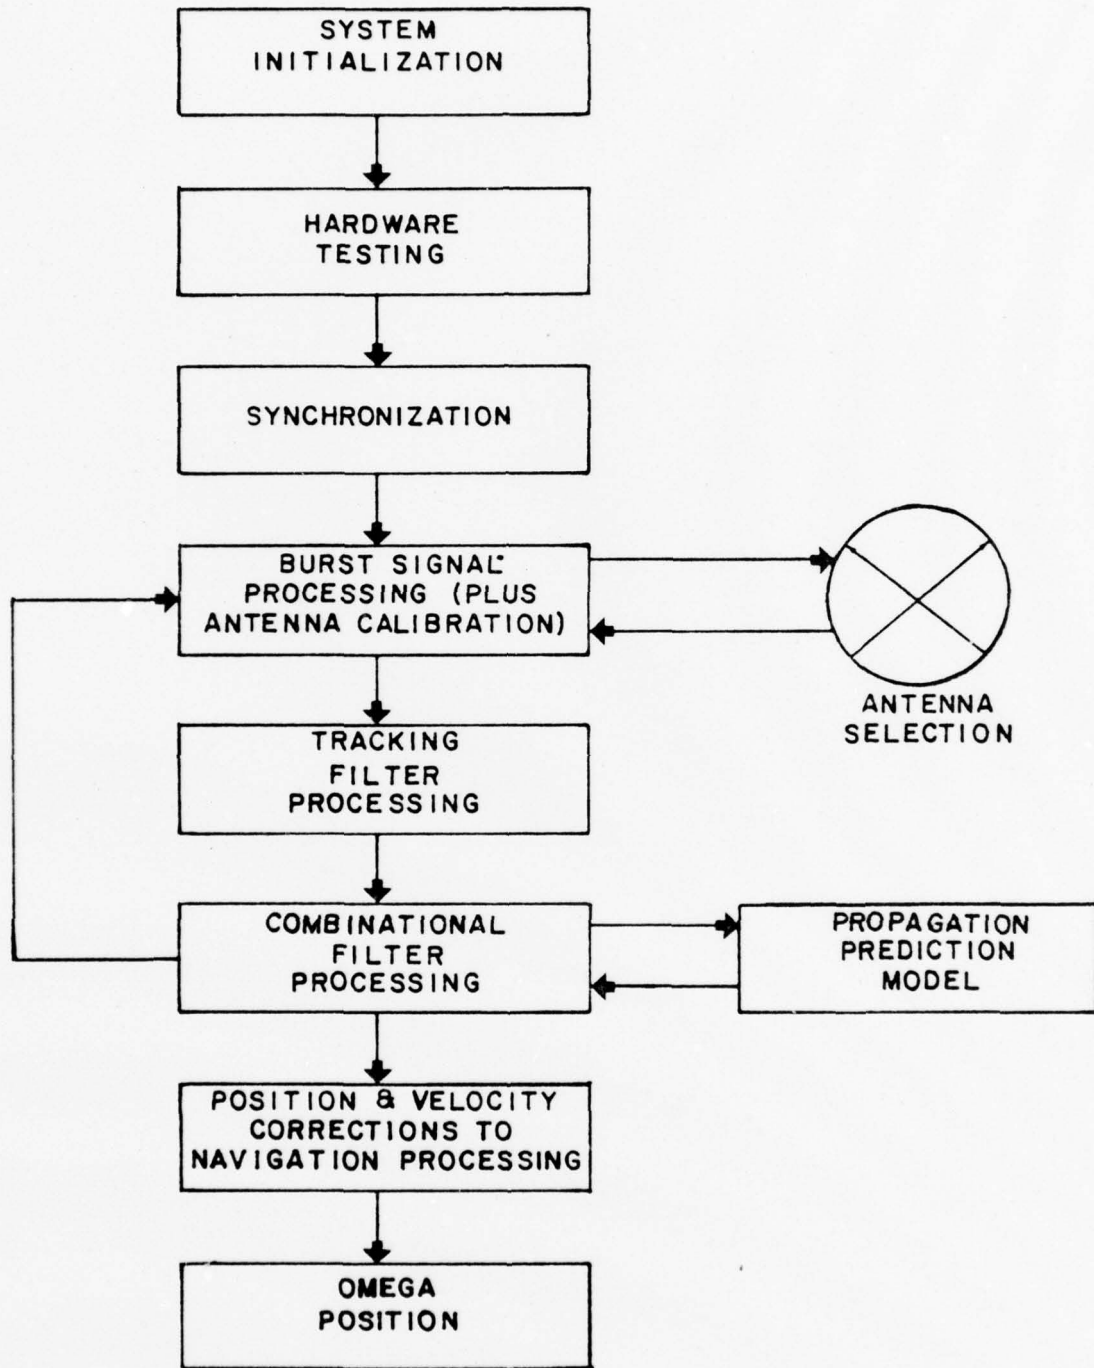 SYSTEM
INITIALIZATION
HARDWARE
TESTING
SYNCHRONIZATION
BURST SIGNAL
PROCESSING (PLUS
ANTENNA CALIBRATION)
ANTENNA
SELECTION
TRACKING
FILTER
PROCESSING
COMBINATIONAL
FILTER
PROCESSING
PROPAGATION
PREDICTION
MODEL
POSITION & VELOCITY
CORRECTIONS TO
NAVIGATION PROCESSING
OMEGA
POSITION